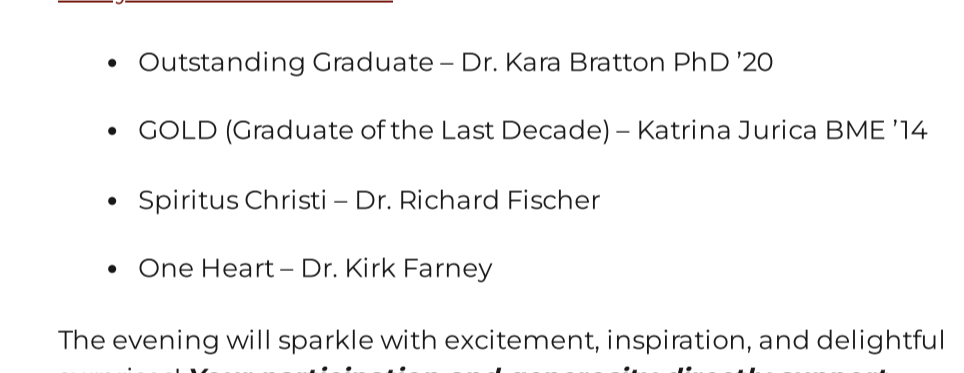 • Outstanding Graduate – Dr. Kara Bratton PhD ’20
• GOLD (Graduate of the Last Decade) – Katrina Jurica BME ’14
• Spiritus Christi – Dr. Richard Fischer
• One Heart – Dr. Kirk Farney
The evening will sparkle with excitement, inspiration, and delightful